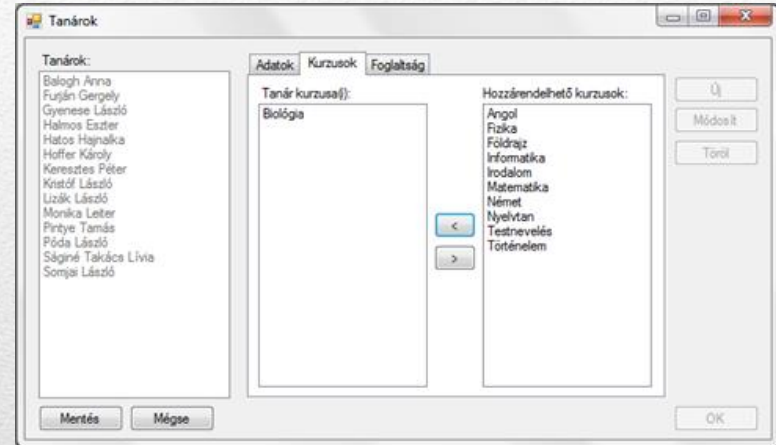 Tanárok
Tanárok:
Balogh Anna
Furján Gergely
Gyenese László
Halmos Eszter
Hatos Hajnalka
Hoffer Károly
Keresztes Péter
Kristóf László
Lizák László
Monika Leiter
Pintye Tamás
Póda László
Ságiné Takács Lívia
Somjai László
Mentés
Mégse
Adatok
Kurzusok
Foglaltság
Tanár kurzusa(i):
Biológia
<
>
Hozzárendelhető kurzusok:
Angol
Fizika
Földrajz
Informatika
Irodalom
Matematika
Német
Nyelvtan
Testnevelés
Történelem
Új
Módosít
Töröl
OK